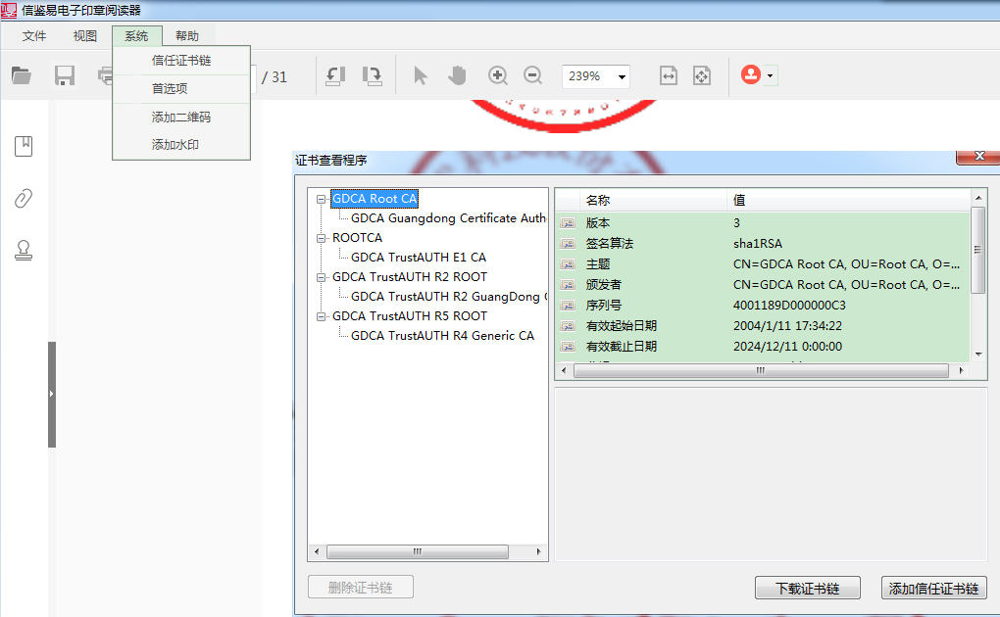 信鉴易电子印章阅读器
文件 视图 系统 帮助
信任证书链
首选项
添加二维码
添加水印
/ 31
239%
证书查看程序
GDCA Root CA
GDCA Guangdong Certificate Auth
ROOTCA
GDCA TrustAUTH E1 CA
GDCA TrustAUTH R2 ROOT
GDCA TrustAUTH R2 GuangDong
GDCA TrustAUTH R5 ROOT
GDCA TrustAUTH R4 Generic CA
名称 值
版本 3
签名算法 sha1RSA
主题 CN=GDCA Root CA, OU=Root CA, O=...
颁发者 CN=GDCA Root CA, OU=Root CA, O=...
序列号 4001189D000000C3
有效起始日期 2004/1/11 17:34:22
有效截止日期 2024/12/11 0:00:00
删除证书链
下载证书链
添加信任证书链